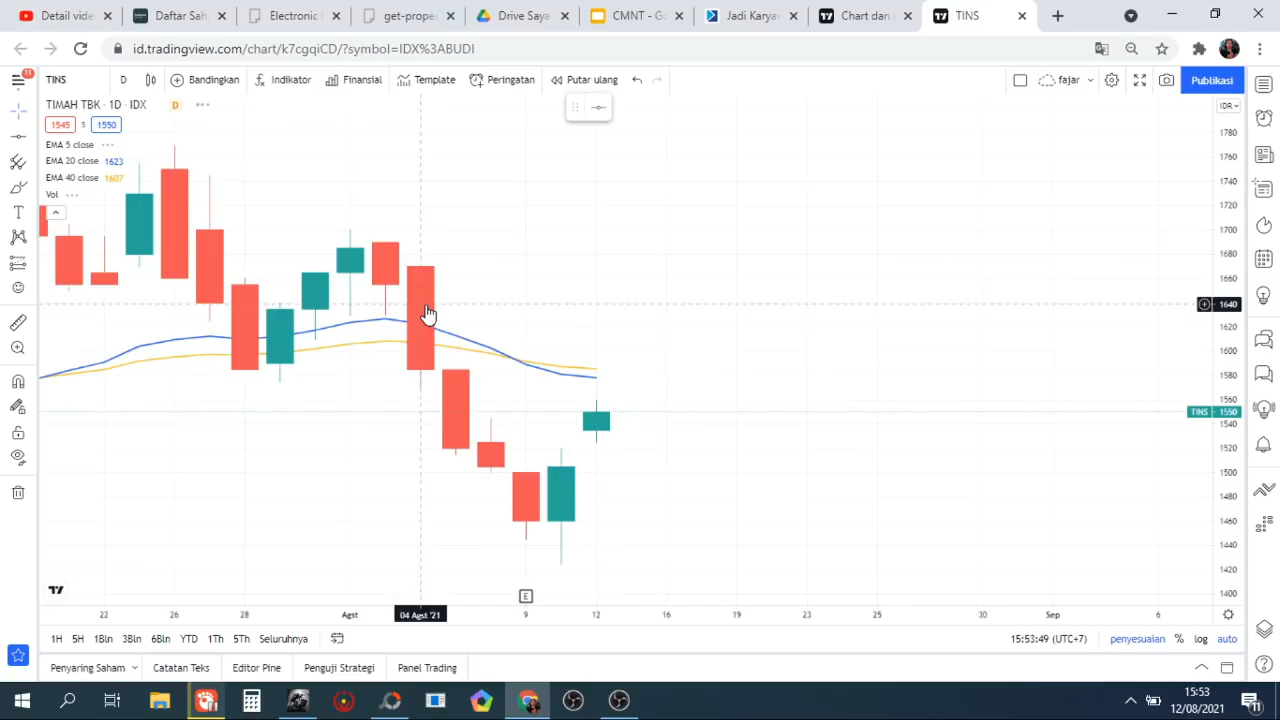 Detail video
Daftar Sah
Electronic
get-prope
Drive Saya
CMNT - Go
Jadi Karya
Chart dan
TINS
id.tradingview.com/chart/k7cgqiCD/?symbol=IDX%3ABUDI
11
TINS
D
Bandingkan
Indikator
Finansial
Template
Peringatan
Putar ulang
fajar
Publikasi
TIMAH TBK · 1D · IDX
D
IDR
1545
5
1550
EMA 5 close
EMA 20 close 1623
EMA 40 close 1607
Vol
1780
1760
1740
1720
1700
1680
1660
1640
1620
1600
1580
1560
TINS 1550
1540
1520
1500
1480
1460
1440
1420
1400
E
22
26
28
Agst
04 Agst '21
9
12
16
19
23
25
30
Sep
6
1H
5H
1Bln
3Bln
6Bln
YTD
1Th
5Th
Seluruhnya
15:53:49 (UTC+7)
penyesuaian
%
log
auto
Penyaring Saham
Catatan Teks
Editor Pine
Penguji Strategi
Panel Trading
15:53
12/08/2021
11